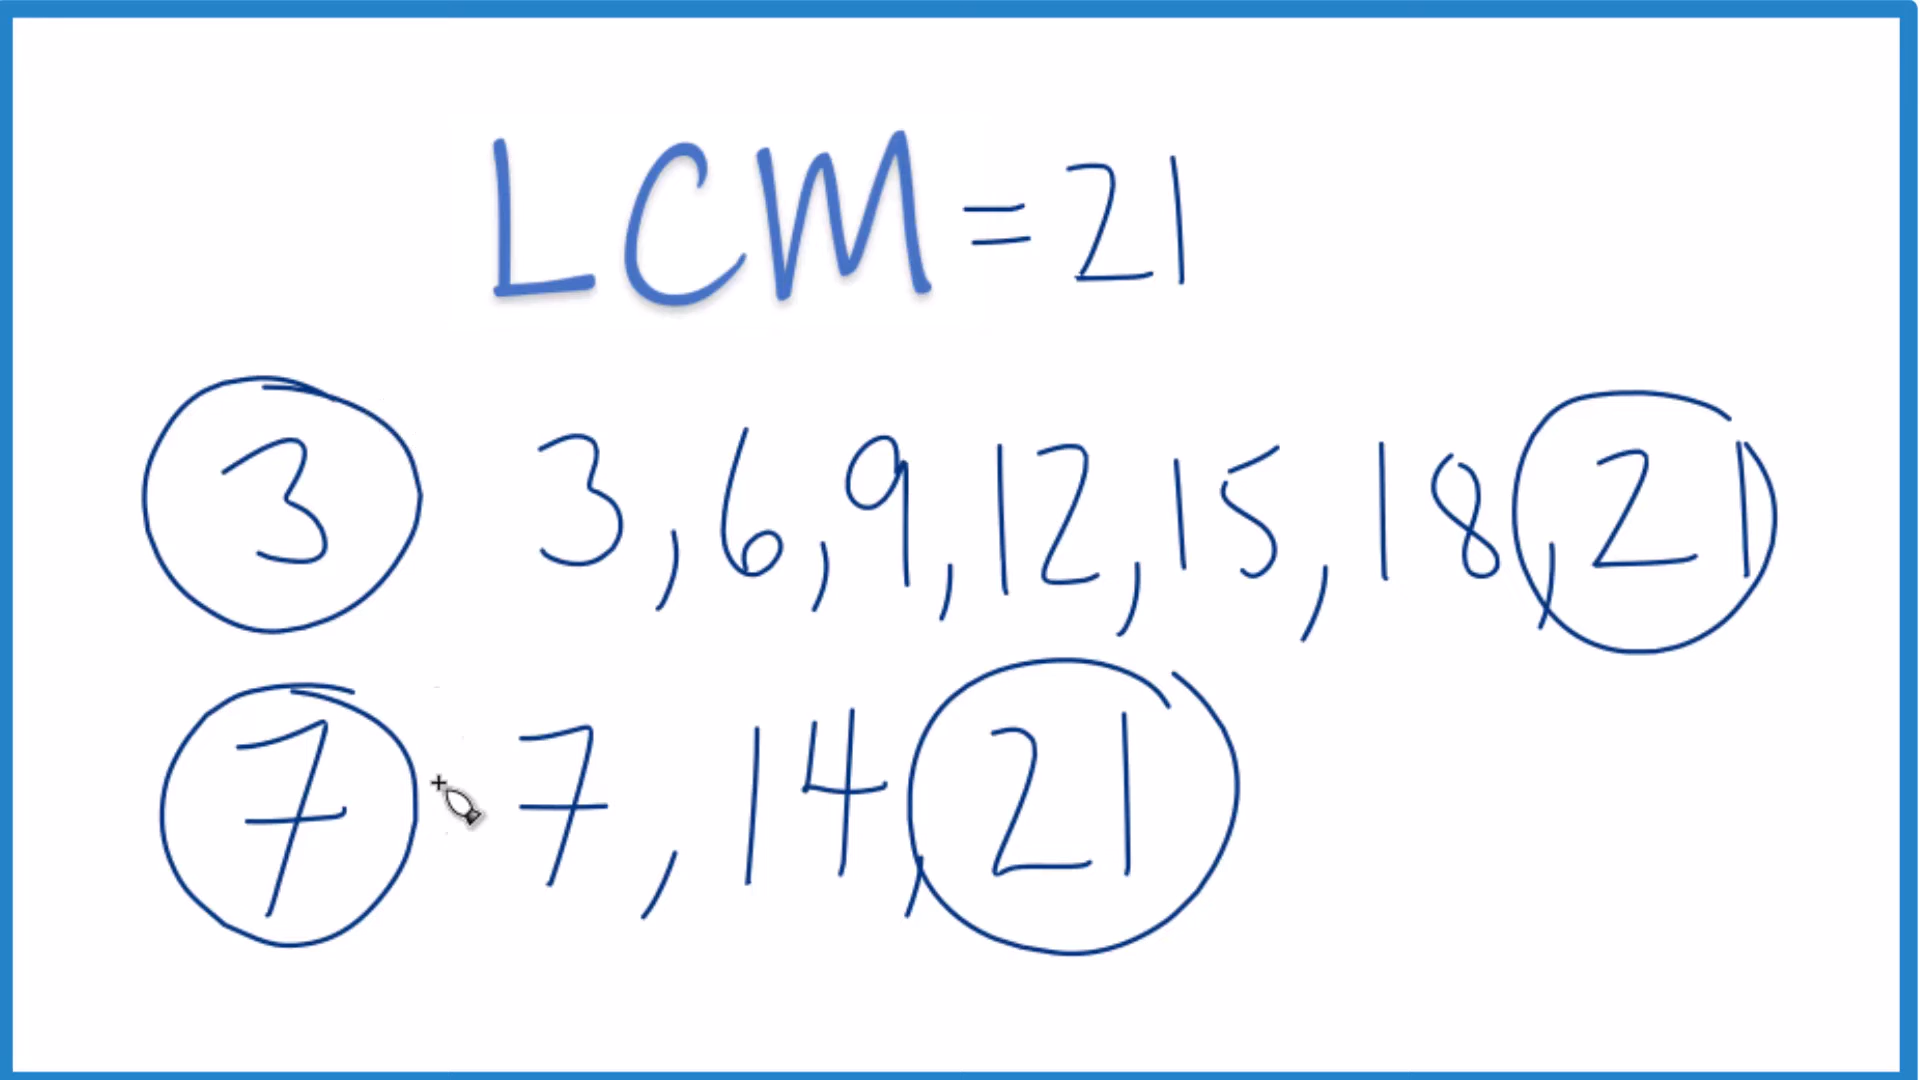 LCM = 21
3 3, 6, 9, 12, 15, 18, 21
7 7, 14, 21